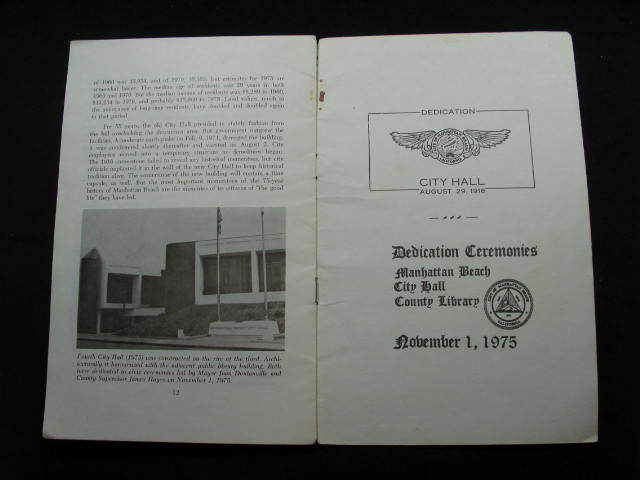 of 1960 was 33,934, and of 1970, 35,352, but estimates for 1975 are
somewhat lower. The median age of residents was 29 years in both
1960 and 1970. But the median income of residents was $8,289 in 1960,
$14,234 in 1970, and probably in 1975. Land values, much to
the annoyance of long-time residents, have doubled and doubled again
in that period.
For 55 years, the old City Hall presided in stately fashion from
the hill overlooking the downtown area. But government outgrew the
facilities. A moderate earthquake on Feb. 9, 1971, damaged the building.
It was condemned shortly thereafter and vacated on August 2. City
employees moved into a temporary structure as demolition began.
The 1916 cornerstone failed to reveal any historical mementoes, but city
officials implanted it in the wall of the new City Hall to keep historical
tradition alive. The cornerstone of the new building will contain a time
capsule, as well. But the most important mementoes of the 75-year
history of Manhattan Beach are the memories of its citizens of "the good
life" they have led.
Fourth City Hall (1975) was constructed on the site of the third. Archi-
tecturally it harmonized with the adjacent public library building. Both
were dedicated in civic ceremonies led by Mayor Joan Dontanville and
County Supervisor James Hayes on November 1, 1975.
12
DEDICATION
CITY HALL
AUGUST 29, 1916
Dedication Ceremonies
Manhattan Beach
City Hall
County Library
CITY OF MANHATTAN BEACH
CALIFORNIA
November 1, 1975